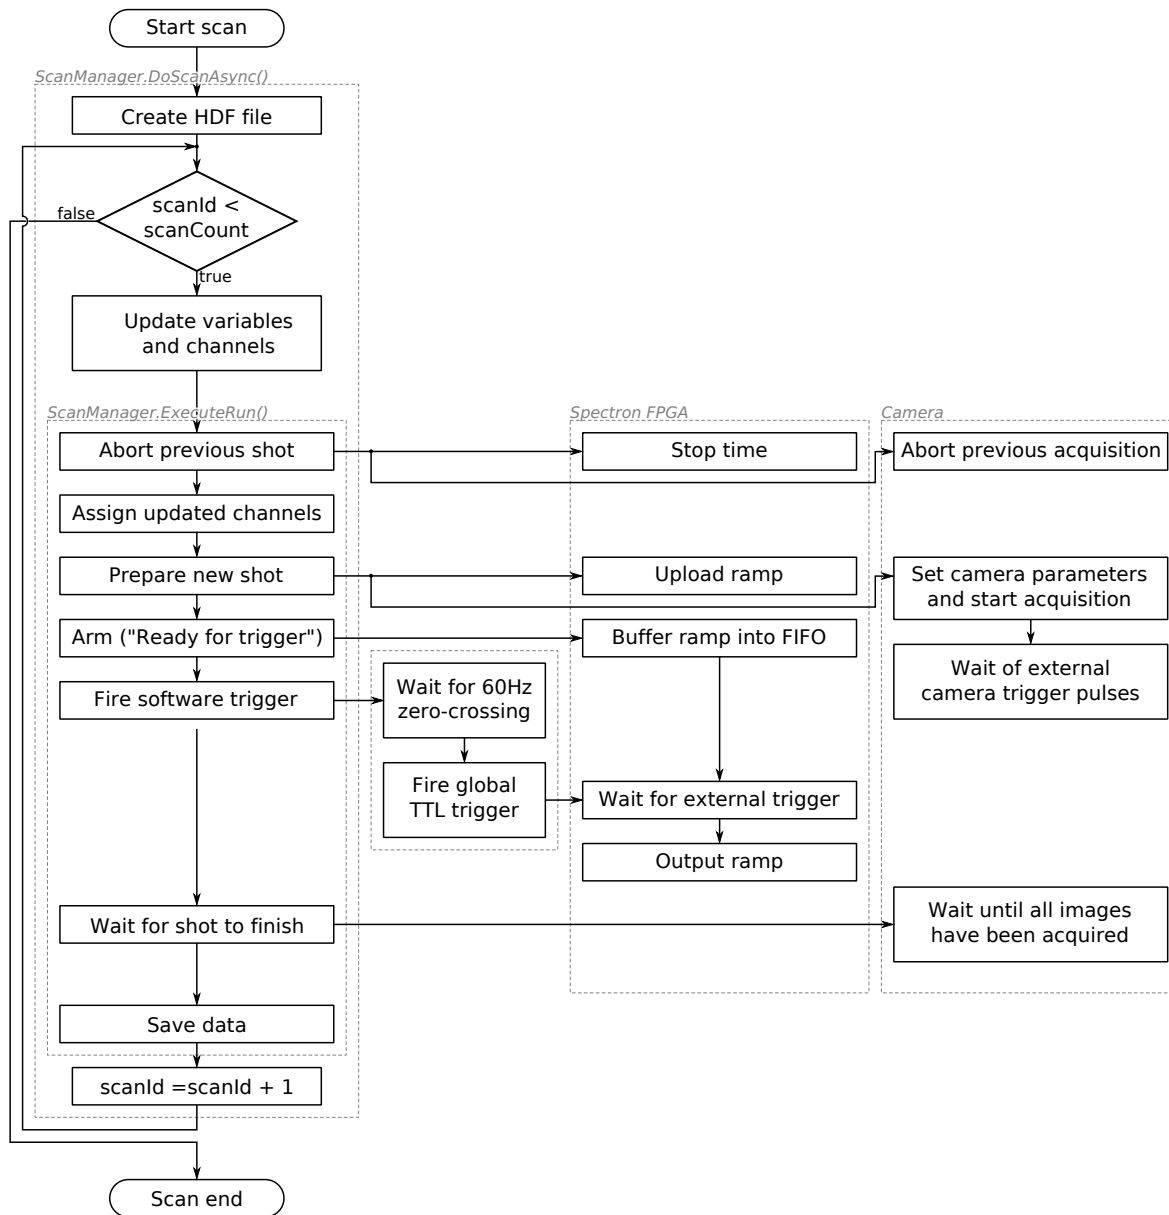 Start scan
ScanManager.DoScanAsync()
Create HDF file
scanId <
scanCount
false
true
Update variables
and channels
ScanManager.ExecuteRun()
Spectron FPGA
Camera
Abort previous shot
Stop time
Abort previous acquisition
Assign updated channels
Prepare new shot
Upload ramp
Set camera parameters
and start acquisition
Arm ("Ready for trigger")
Buffer ramp into FIFO
Wait of external
camera trigger pulses
Fire software trigger
Wait for 60Hz
zero-crossing
Fire global
TTL trigger
Wait for external trigger
Output ramp
Wait for shot to finish
Wait until all images
have been acquired
Save data
scanId =scanId + 1
Scan end